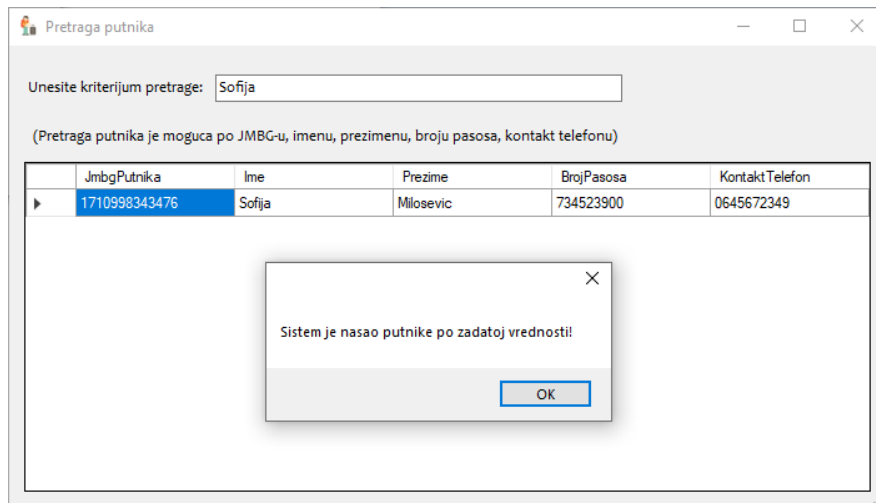 Pretraga putnika
Unesite kriterijum pretrage: Sofija
(Pretraga putnika je moguca po JMBG-u, imenu, prezimenu, broju pasosa, kontakt telefonu)
JmbgPutnika Ime Prezime BrojPasosa KontaktTelefon
1710998343476 Sofija Milosevic 734523900 0645672349
Sistem je nasao putnike po zadatoj vrednosti!
OK